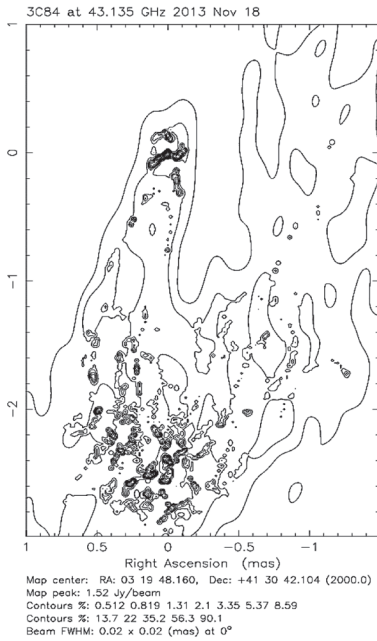 3C84 at 43.135 GHz 2013 Nov 18
1
0
−1
−2
1 0.5 0 −0.5 −1
Right Ascension (mas)
Map center: RA: 03 19 48.160, Dec: +41 30 42.104 (2000.0)
Map peak: 1.52 Jy/beam
Contours %: 0.512 0.819 1.31 2.1 3.35 5.37 8.59
Contours %: 13.7 22 35.2 56.3 90.1
Beam FWHM: 0.02 x 0.02 (mas) at 0°